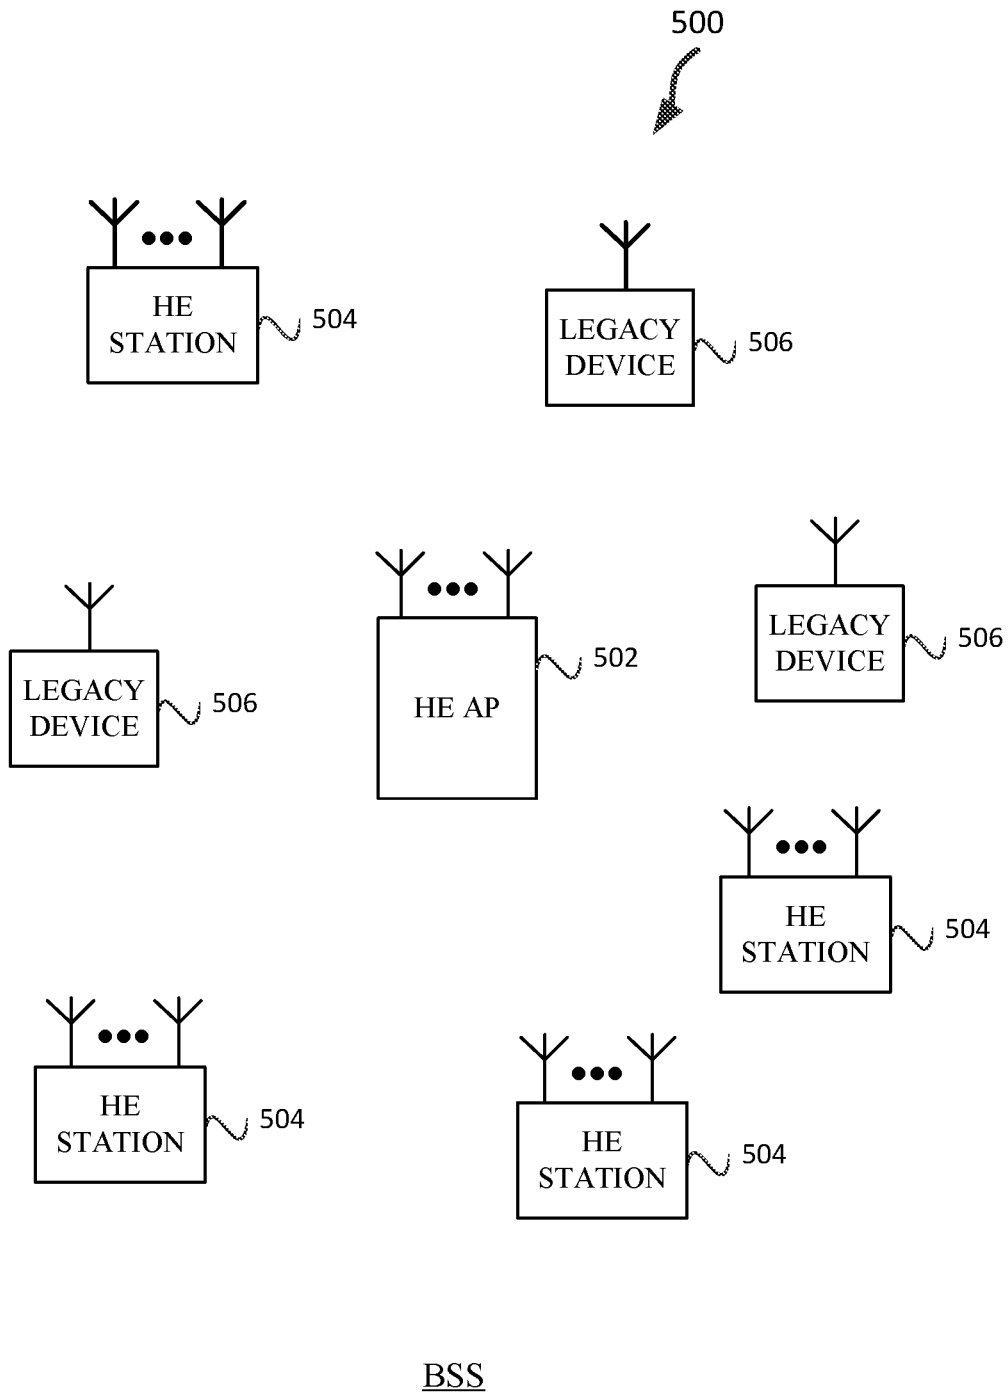 500
HE
STATION
504
LEGACY
DEVICE
506
LEGACY
DEVICE
506
HE AP
502
LEGACY
DEVICE
506
HE
STATION
504
HE
STATION
504
HE
STATION
504
BSS